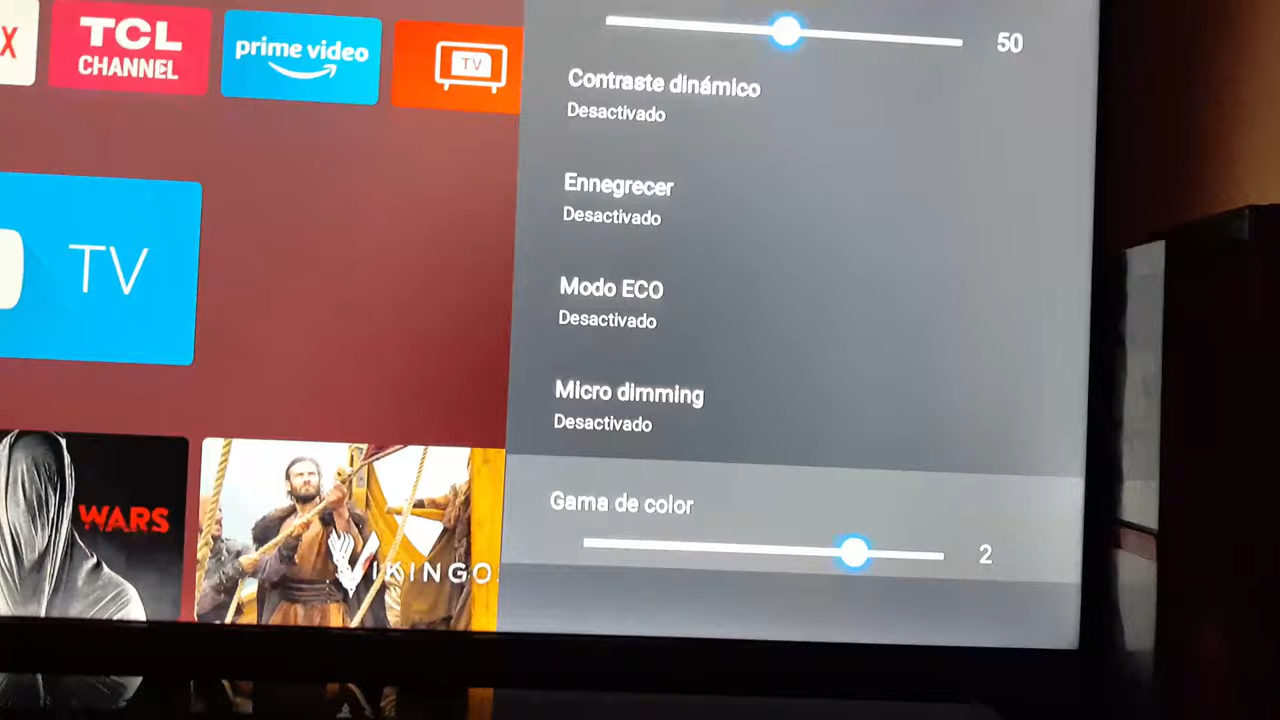 X
TCL
CHANNEL
prime video
TV
50
Contraste dinámico
Desactivado
Ennegrecer
Desactivado
TV
Modo ECO
Desactivado
Micro dimming
Desactivado
WARS
VIKINGO
Gama de color
2